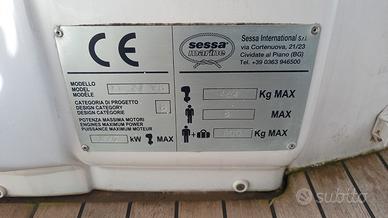 CE
sessa
marine
Sessa International s.r.l.
via Cortenuova, 21/23
Cividate al Piano (BG)
Tel. +39 0363 946500
MODELLO
MODEL
MODÈLE
CATEGORIA DI PROGETTO
DESIGN CATEGORY
DESIGN CATÉGORIE
POTENZA MASSIMA MOTORI
ENGINES MAXIMUM POWER
PUISSANCE MAXIMUM MOTEUR
kW MAX
Kg MAX
MAX
+ Kg MAX
subito